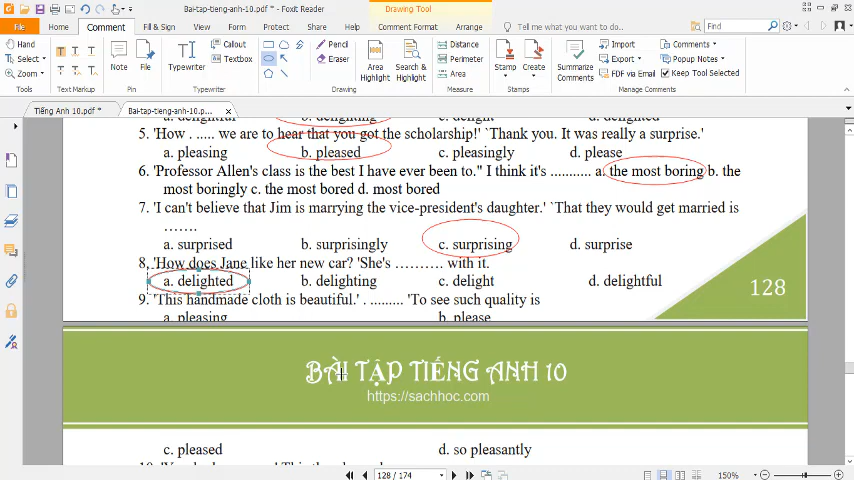 Bai-tap-tieng-anh-10.pdf * - Foxit Reader
Drawing Tool
File Home Comment Fill & Sign Comment Format Arrange Tell me what you want to do... Find
Hand Select Zoom
Text Markup
Note File
Pin
Typewriter Callout Textbox
Typewriter
Pencil Eraser
Drawing
Area Highlight Search & Highlight
Distance Perimeter Area
Measure
Stamp Create
Stamps
Summarize Comments Import Export FDF via Email
Comments Popup Notes Keep Tool Selected
Manage Comments
Tiếng Anh 10.pdf * Bai-tap-tieng-anh-10.p...
5. 'How . ..... we are to hear that you got the scholarship!' `Thank you. It was really a surprise.'
a. pleasing b. pleased c. pleasingly d. please
6. 'Professor Allen's class is the best I have ever been to." I think it's ........... a. the most boring b. the
most boringly c. the most bored d. most bored
7. 'I can't believe that Jim is marrying the vice-president's daughter.' `That they would get married is
.......
a. surprised b. surprisingly c. surprising d. surprise
8, 'How does Jane like her new car? 'She's ………. with it.
a. delighted b. delighting c. delight d. delightful
9. 'This handmade cloth is beautiful.' . ......... 'To see such quality is
a. pleasing b. please
128
BÀI TẬP TIẾNG ANH 10
https://sachhoc.com
c. pleased d. so pleasantly
128 / 174
150%